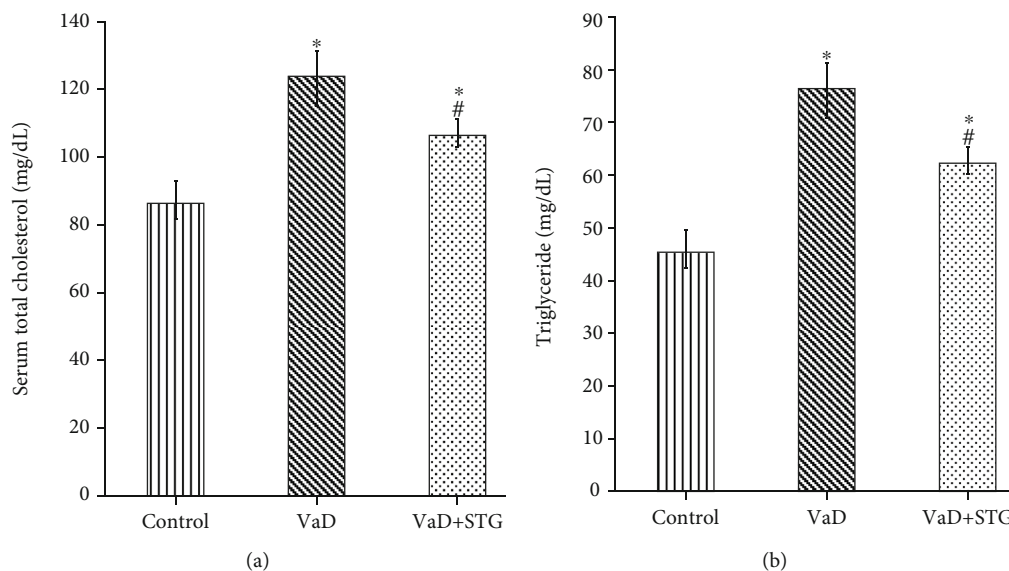 Serum total cholesterol (mg/dL)
140
120
100
80
60
40
20
0
*
*
#
Control
VaD
VaD+STG
(a)
Triglyceride (mg/dL)
90
80
70
60
50
40
30
20
10
0
*
*
#
Control
VaD
VaD+STG
(b)